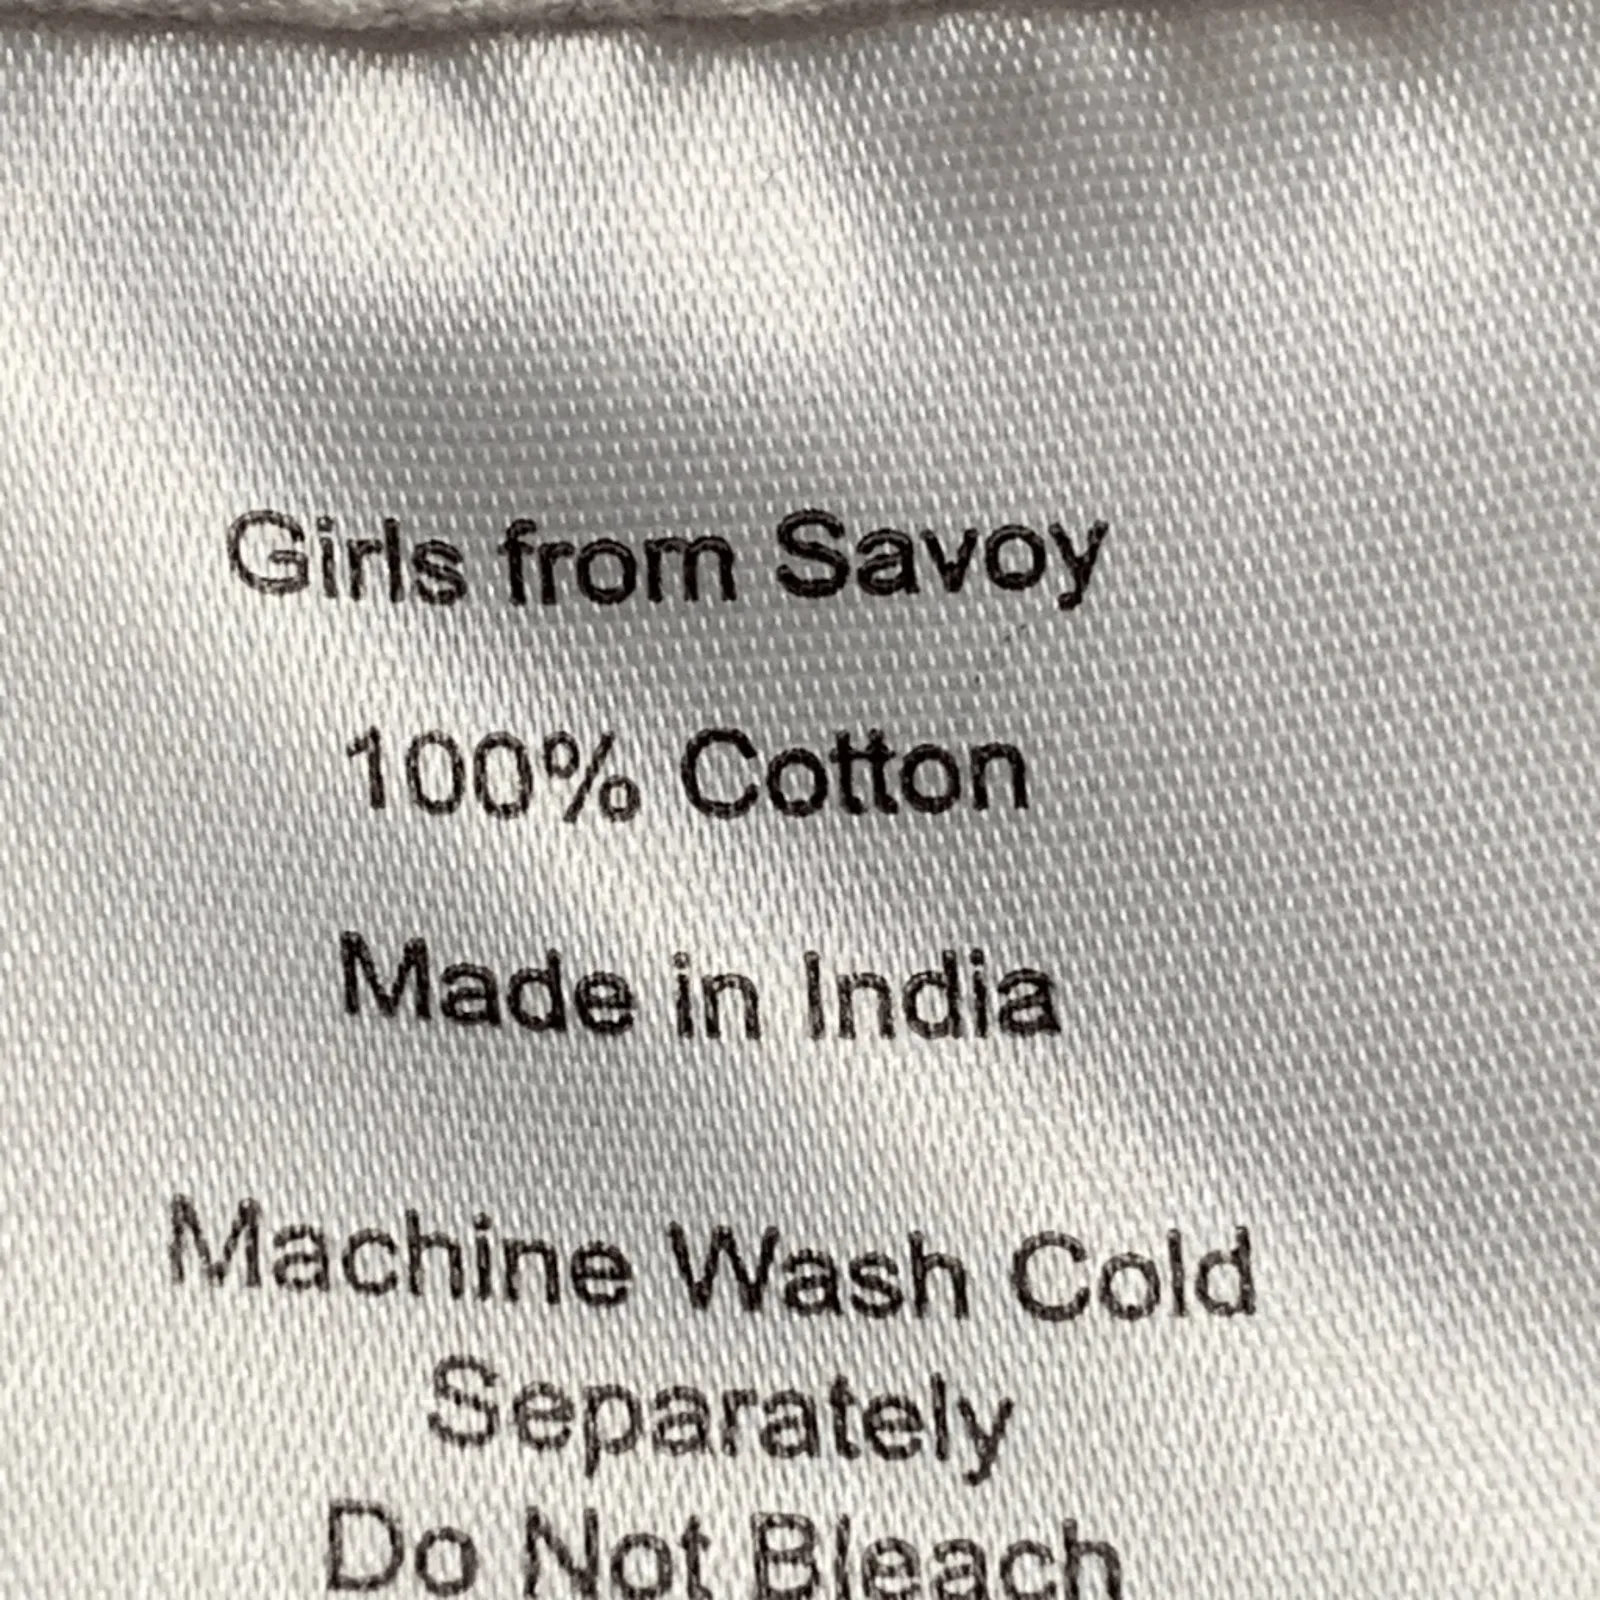 Girls from Savoy
100% Cotton
Made in India
Machine Wash Cold
Separately
Do Not Bleach